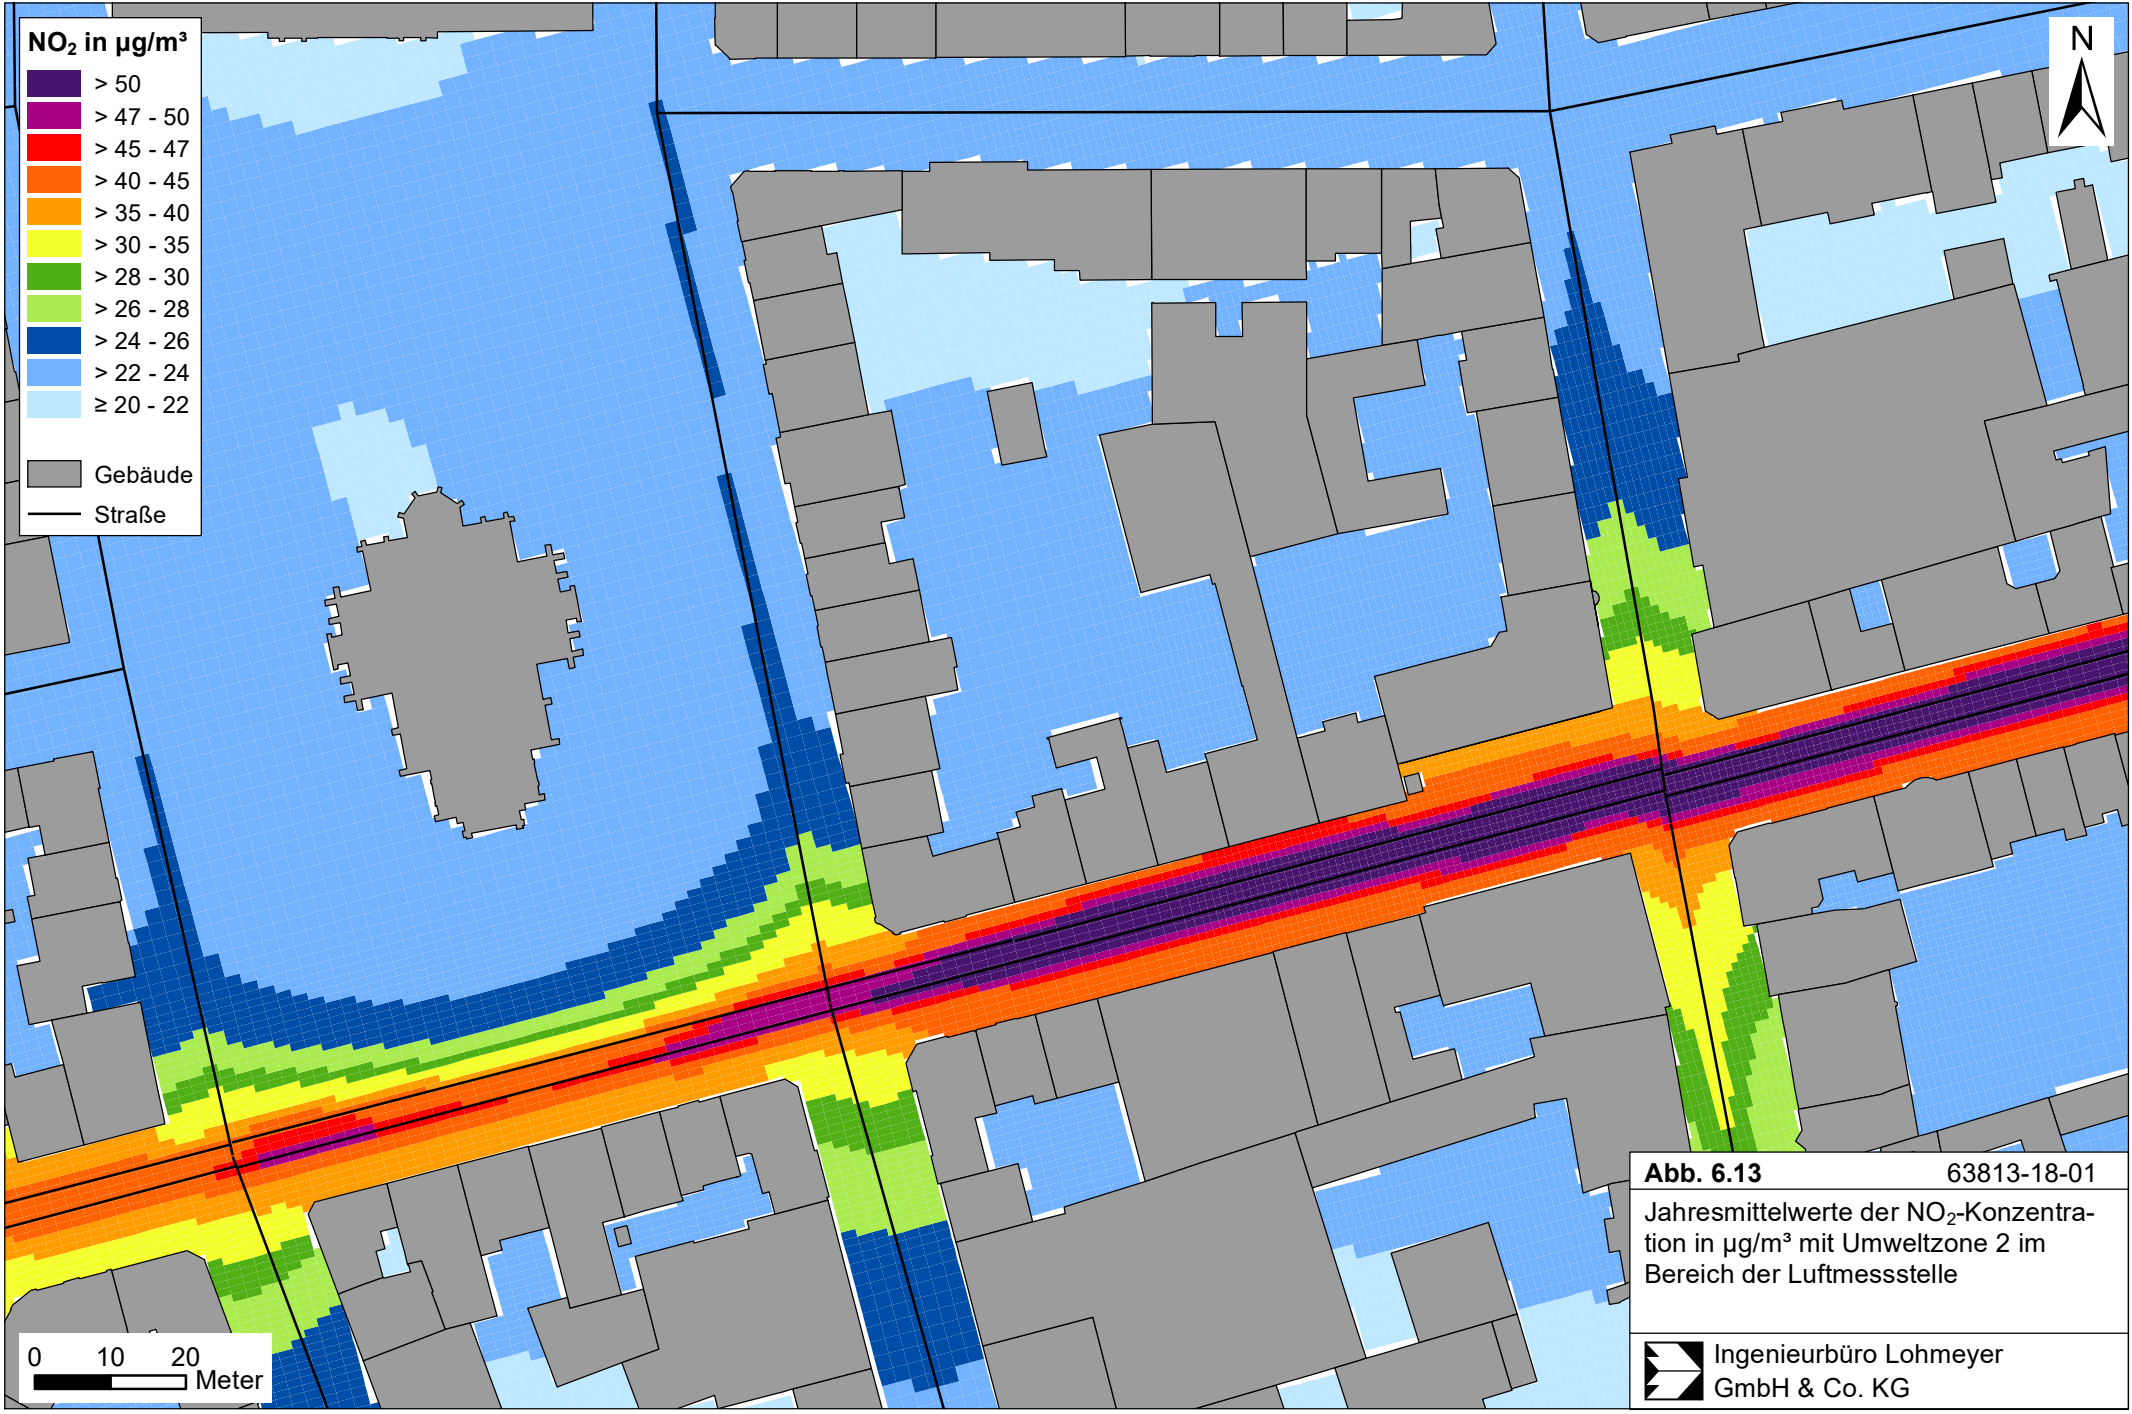 NO₂ in µg/m³
> 50
> 47 - 50
> 45 - 47
> 40 - 45
> 35 - 40
> 30 - 35
> 28 - 30
> 26 - 28
> 24 - 26
> 22 - 24
≥ 20 - 22
Gebäude
Straße
N
0 10 20
Meter
Abb. 6.13 63813-18-01
Jahresmittelwerte der NO₂-Konzentra-
tion in µg/m³ mit Umweltzone 2 im
Bereich der Luftmessstelle
Ingenieurbüro Lohmeyer
GmbH & Co. KG